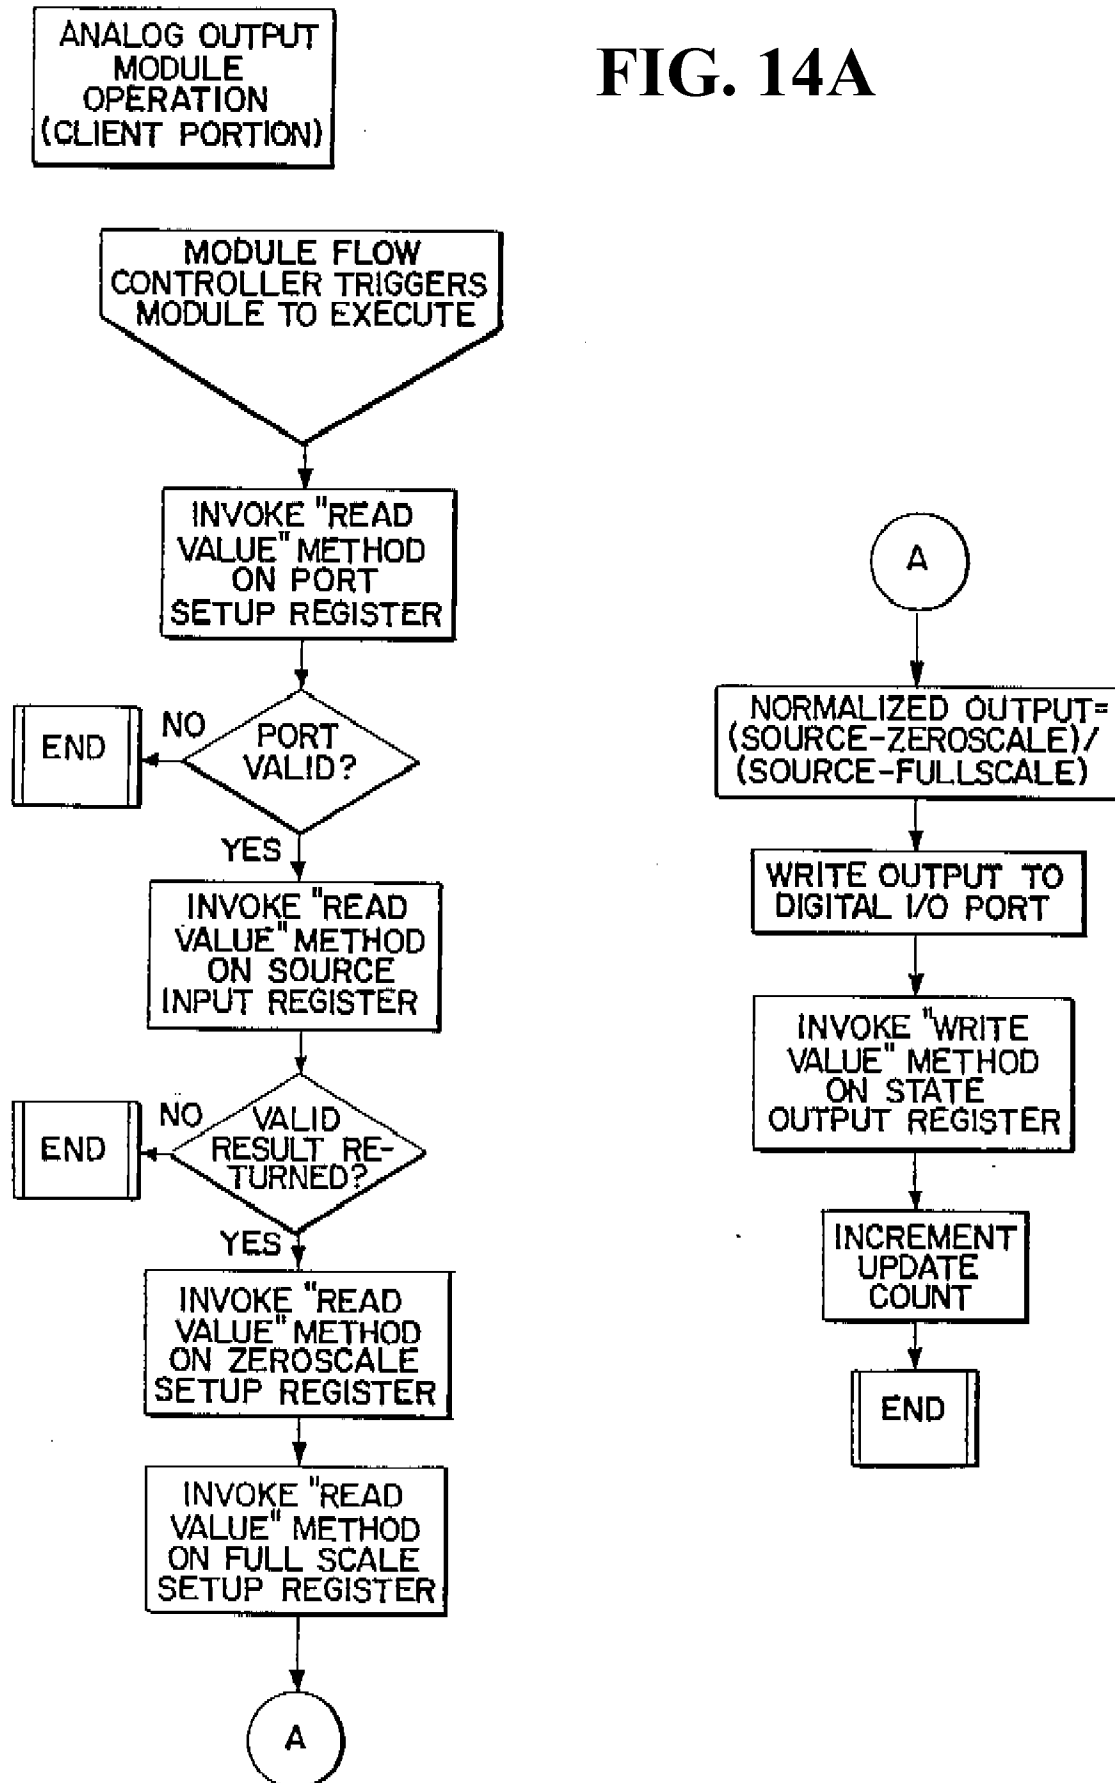 ANALOG OUTPUT
MODULE
OPERATION
(CLIENT PORTION)
FIG. 14A
MODULE FLOW
CONTROLLER TRIGGERS
MODULE TO EXECUTE
INVOKE "READ
VALUE" METHOD
ON PORT
SETUP REGISTER
PORT
VALID?
NO
END
YES
INVOKE "READ
VALUE" METHOD
ON SOURCE
INPUT REGISTER
VALID
RESULT RE-
TURNED?
NO
END
YES
INVOKE "READ
VALUE" METHOD
ON ZEROSCALE
SETUP REGISTER
INVOKE "READ
VALUE" METHOD
ON FULL SCALE
SETUP REGISTER
A
A
NORMALIZED OUTPUT=
(SOURCE-ZEROSCALE)/
(SOURCE-FULLSCALE)
WRITE OUTPUT TO
DIGITAL I/O PORT
INVOKE "WRITE
VALUE" METHOD
ON STATE
OUTPUT REGISTER
INCREMENT
UPDATE
COUNT
END